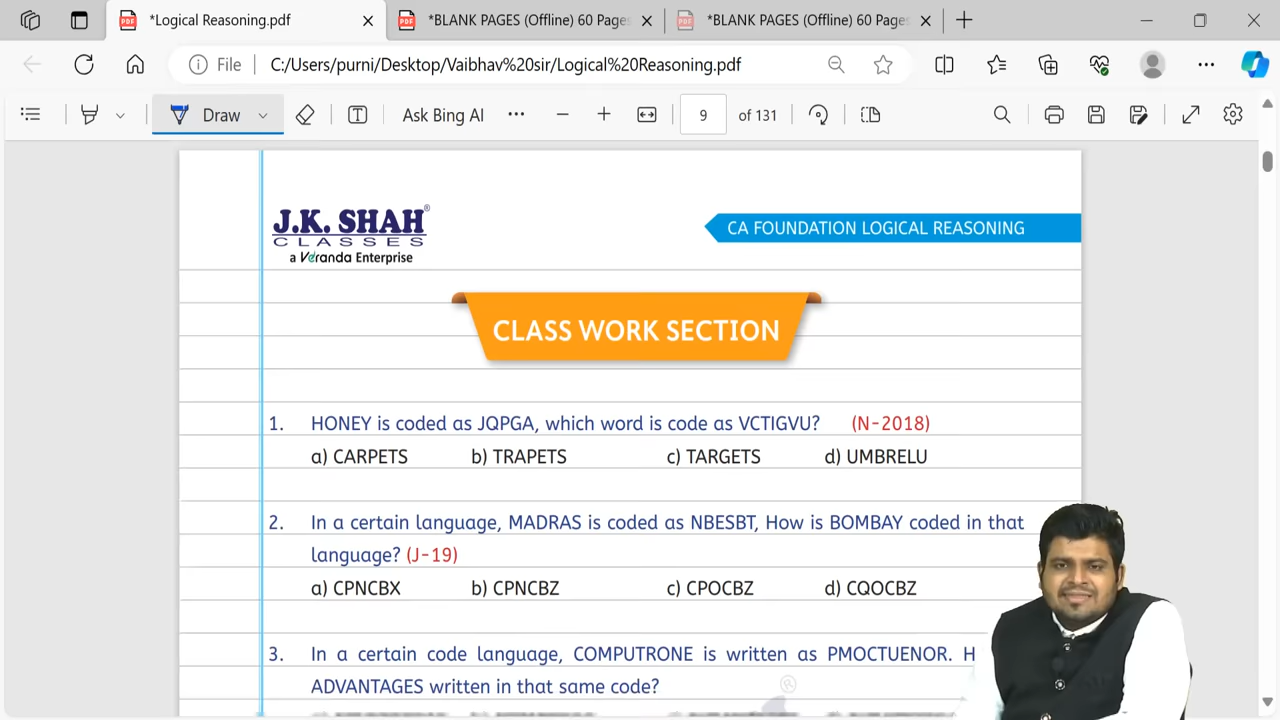 *Logical Reasoning.pdf
*BLANK PAGES (Offline) 60 Page
*BLANK PAGES (Offline) 60 Page
File C:/Users/purni/Desktop/Vaibhav%20sir/Logical%20Reasoning.pdf
Draw
Ask Bing AI
9 of 131
J.K. SHAH®
CLASSES
a Veranda Enterprise
CA FOUNDATION LOGICAL REASONING
CLASS WORK SECTION
1. HONEY is coded as JQPGA, which word is code as VCTIGVU? (N-2018)
a) CARPETS b) TRAPETS c) TARGETS d) UMBRELU
2. In a certain language, MADRAS is coded as NBESBT, How is BOMBAY coded in that
language? (J-19)
a) CPNCBX b) CPNCBZ c) CPOCBZ d) CQOCBZ
3. In a certain code language, COMPUTRONE is written as PMOCTUENOR. H
ADVANTAGES written in that same code?